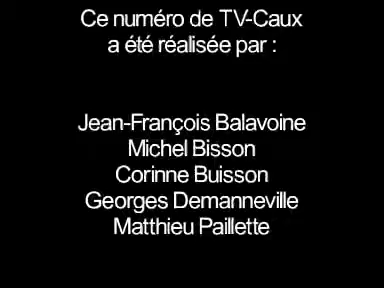 Ce numéro de TV-Caux
a été réalisée par :
Jean-François Balavoine
Michel Bisson
Corinne Buisson
Georges Demanneville
Matthieu Paillette